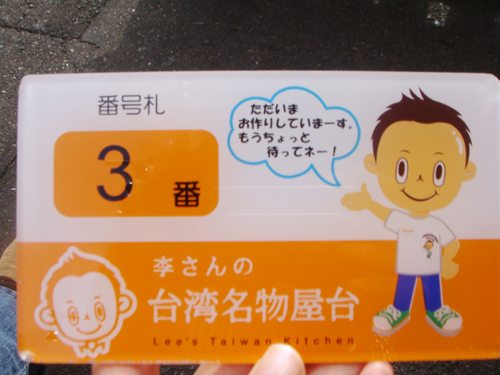 番号札
3 番
ただいま
お作りしていまーす。
もうちょっと
待ってネー!
李さんの
台湾名物屋台
Lee's Taiwan Kitchen